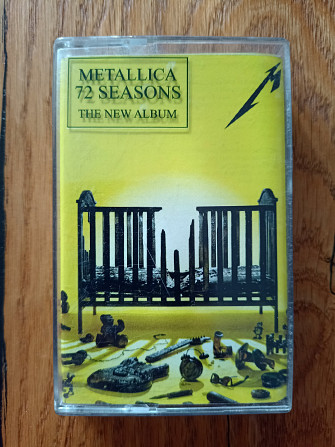 METALLICA
72 SEASONS
THE NEW ALBUM
M